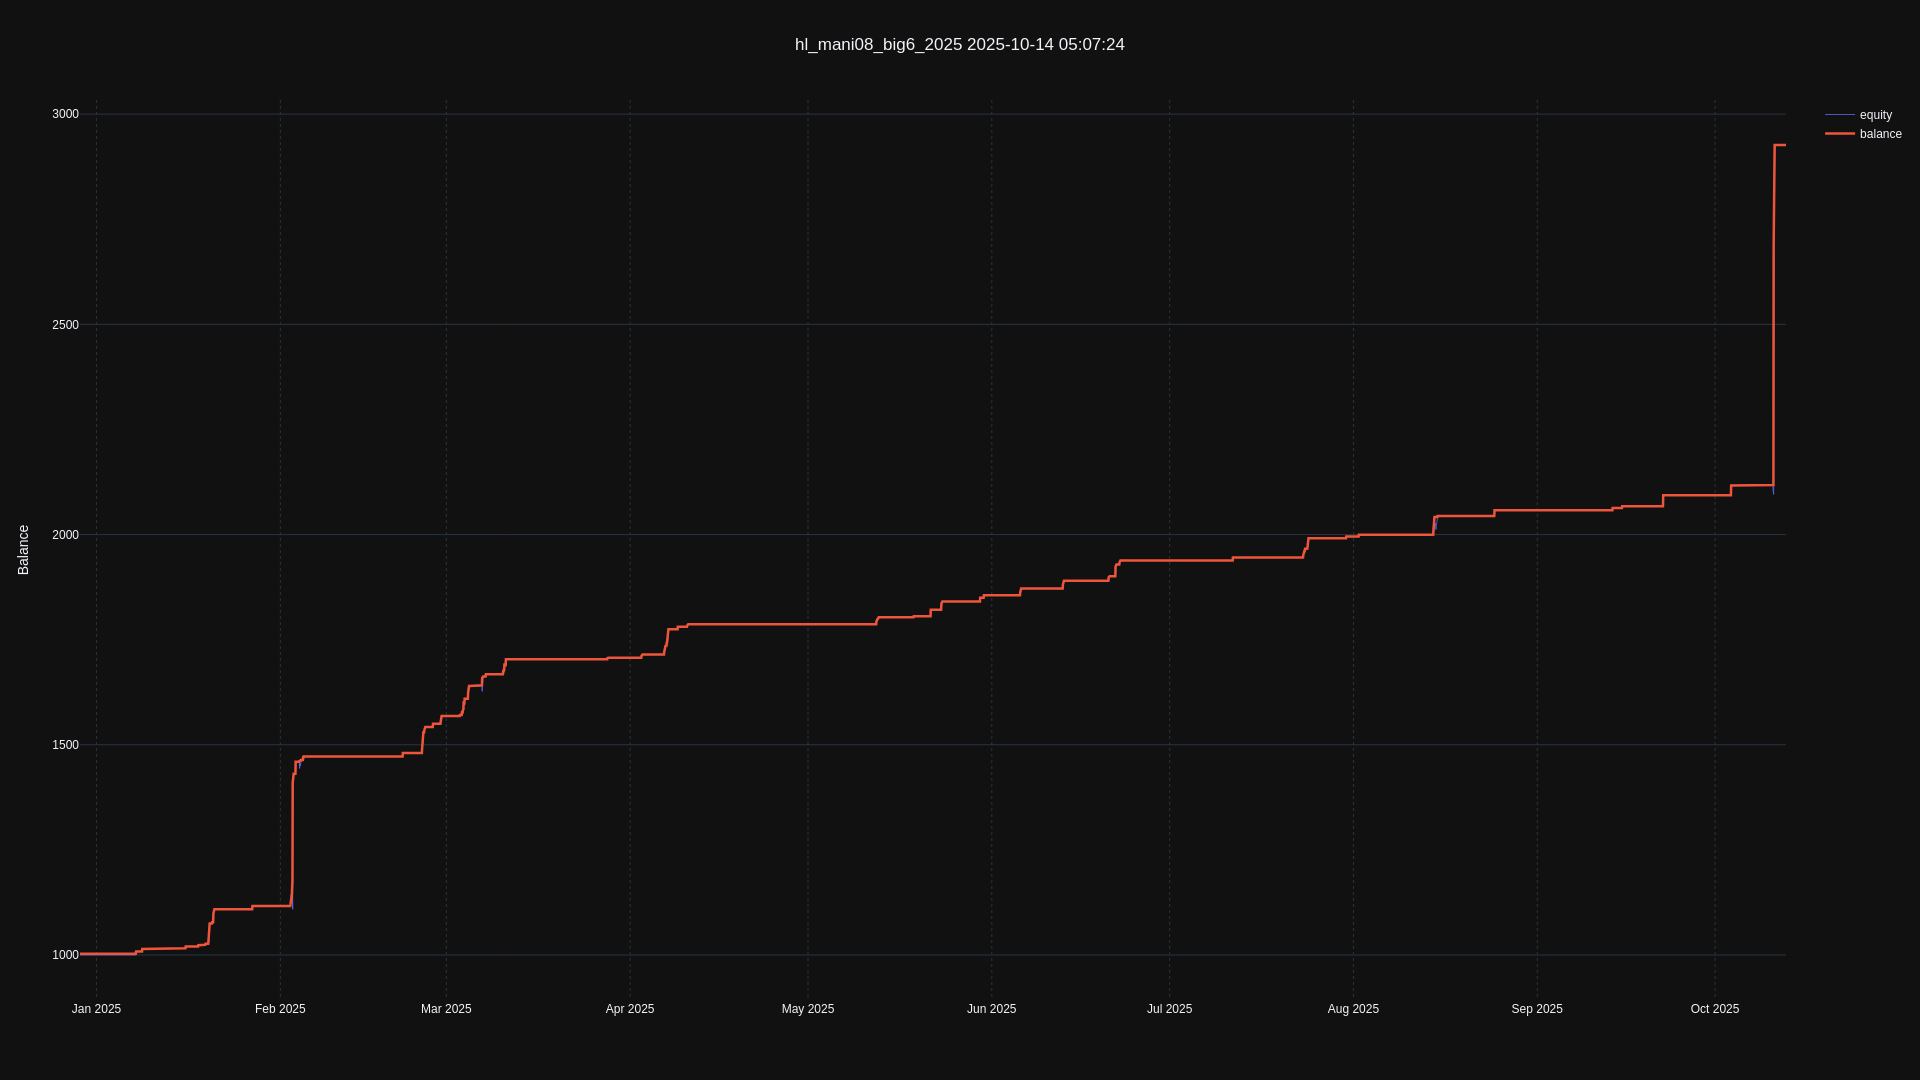 hl_mani08_big6_2025 2025-10-14 05:07:24
equity
balance
Balance
3000
2500
2000
1500
1000
Jan 2025
Feb 2025
Mar 2025
Apr 2025
May 2025
Jun 2025
Jul 2025
Aug 2025
Sep 2025
Oct 2025